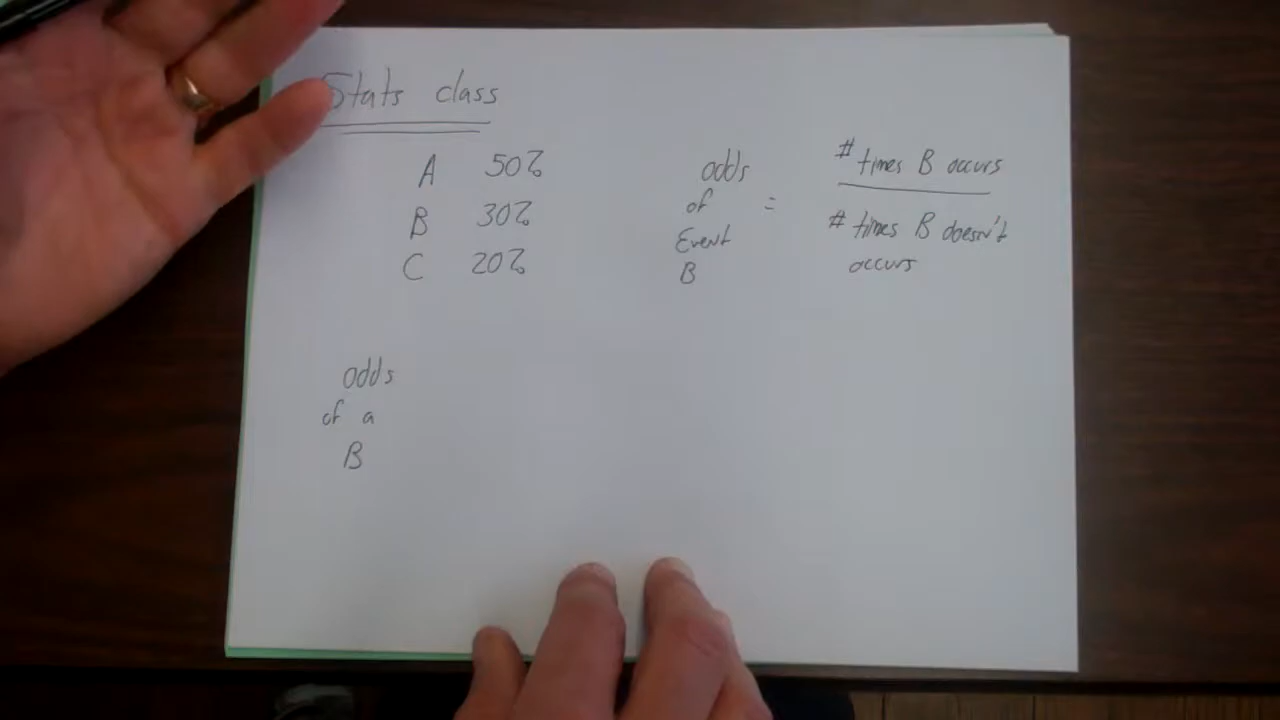 Stats class
A 50%
B 30%
C 20%
odds
of =
Event
B
# times B occurs
# times B doesn't
occurs
odds
of a
B